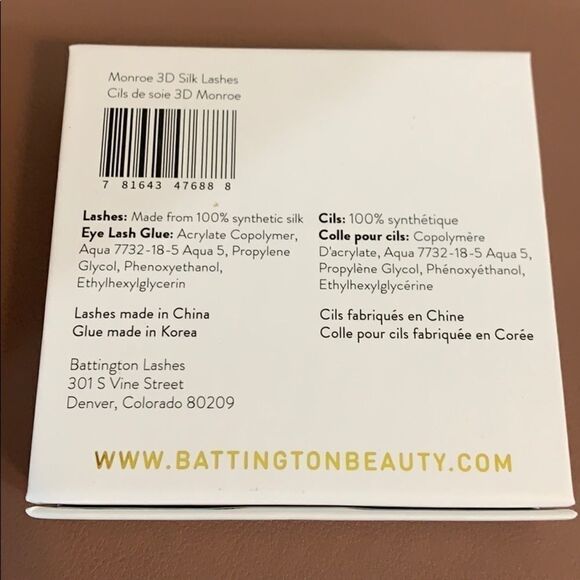 Monroe 3D Silk Lashes
Cils de soie 3D Monroe
7 81643 47688 8
Lashes: Made from 100% synthetic silk
Eye Lash Glue: Acrylate Copolymer,
Aqua 7732-18-5 Aqua 5, Propylene
Glycol, Phenoxyethanol,
Ethylhexylglycerin
Cils: 100% synthétique
Colle pour cils: Copolymère
D'acrylate, Aqua 7732-18-5 Aqua 5,
Propylène Glycol, Phénoxyéthanol,
Ethylhexylglycérine
Lashes made in China
Glue made in Korea
Cils fabriqués en Chine
Colle pour cils fabriquée en Corée
Battington Lashes
301 S Vine Street
Denver, Colorado 80209
WWW.BATTINGTONBEAUTY.COM